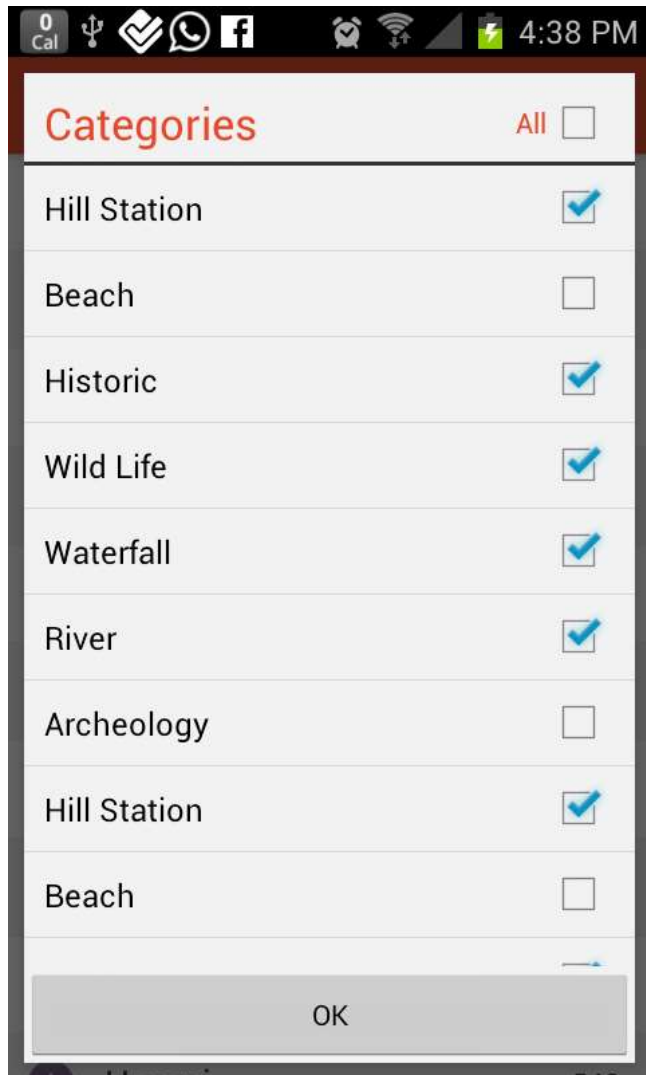 0
Cal
4:38 PM
Categories
All
Hill Station
Beach
Historic
Wild Life
Waterfall
River
Archeology
Hill Station
Beach
OK